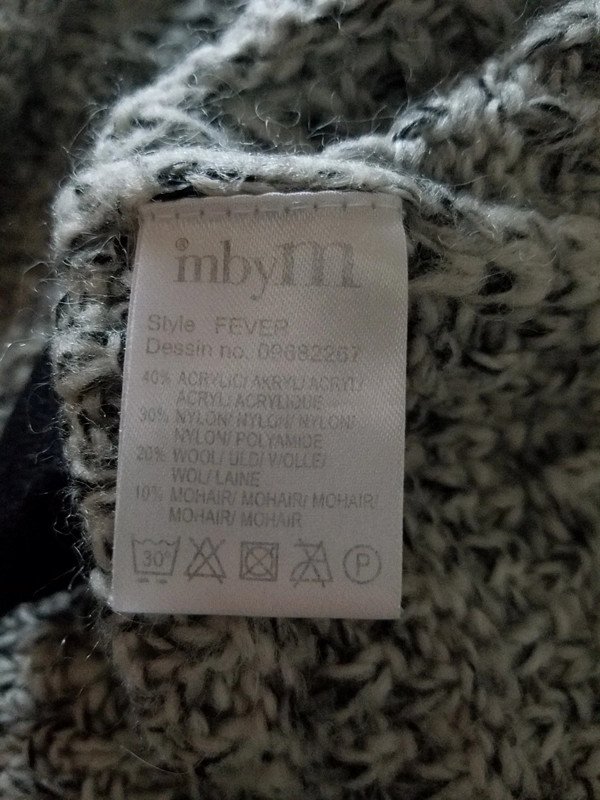 imbyM
Style FEVER
Dessin no. 09682267
40% ACRYLIC/ AKRYL/ ACRYL/
ACRYL/ ACRYLIQUE
30% NYLON/ NYLON/ NYLON/
NYLON/ POLYAMIDE
20% WOOL/ ULD/ WOLLE/
WOL/ LAINE
10% MOHAIR/ MOHAIR/ MOHAIR/
MOHAIR/ MOHAIR
30° P